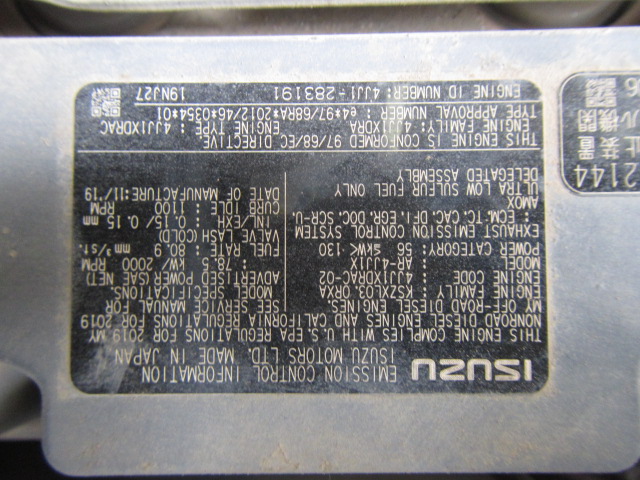 ISUZU
EMISSION CONTROL INFORMATION
ISUZU MOTORS LTD. MADE IN JAPAN
THIS ENGINE COMPLIES WITH U.S. EPA REGULATIONS 2019 MY
NONROAD DIESEL ENGINES AND CALIFORNIA REGULATIONS FOR 2019
MY OFF-ROAD DIESEL ENGINES.
SEE SERVICE MANUAL FOR
MODEL SPECIFICATIONS.
ENGINE FAMILY : KSZXL03.0RXA
ENGINE CODE : 4JJ1XDRAC-02
MODEL : AR-4JJ1X
POWER CATEGORY : 56 ≤kW< 130
EXHAUST EMISSION CONTROL SYSTEM
: ECM. TC. CAC. DFI. EGR. DOC. SCR-U.
AMOX
ULTRA LOW SULFUR FUEL ONLY
DELEGATED ASSEMBLY
ADVERT. POWER (SAE NET)
: 78.5 kW/ 2000 RPM
FUEL RATE : 80.9 mm³/st.
VALVE LASH (COLD)
IN./EX. : 0.15/ 0.15 mm
CURB IDLE : 1100 RPM
DATE OF MANUFACTURE:11/'19
THIS ENGINE IS CONFORMED 97/68/EC DIRECTIVE
ENGINE FAMILY: 4JJ1XDRA ENGINE TYPE : 4JJ1XDRAC
TYPE APPROVAL NUMBER : e4*97/68RA*2012/46*0354*01
ENGINE ID NUMBER: 4JJ1-283191
19NJ27
2144